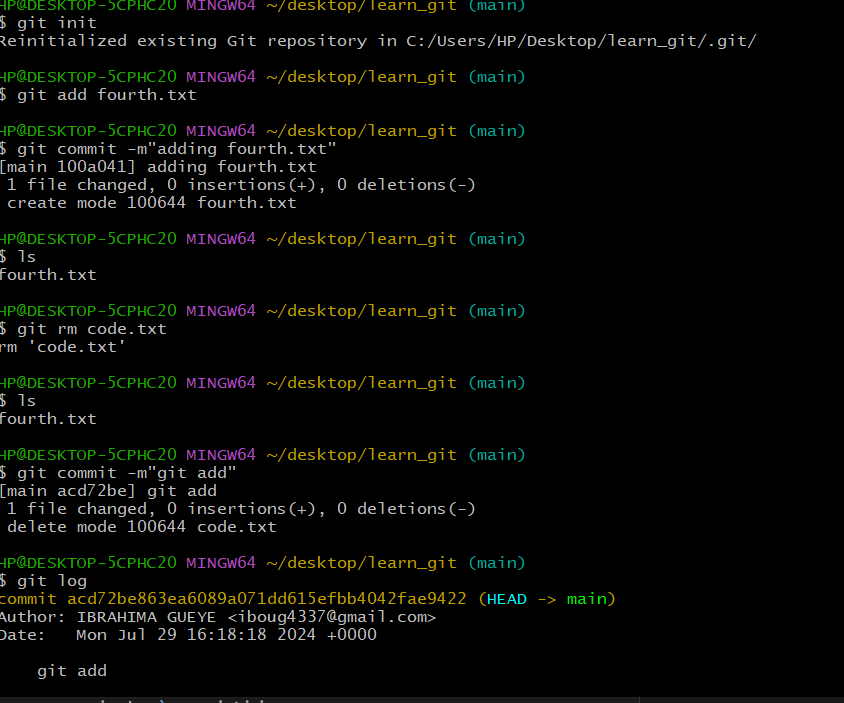 HP@DESKTOP-5CPHC20 MINGW64 ~/desktop/learn_git (main)
$ git init
Reinitialized existing Git repository in C:/Users/HP/Desktop/learn_git/.git/
HP@DESKTOP-5CPHC20 MINGW64 ~/desktop/learn_git (main)
$ git add fourth.txt
HP@DESKTOP-5CPHC20 MINGW64 ~/desktop/learn_git (main)
$ git commit -m"adding fourth.txt"
[main 100a041] adding fourth.txt
 1 file changed, 0 insertions(+), 0 deletions(-)
 create mode 100644 fourth.txt
HP@DESKTOP-5CPHC20 MINGW64 ~/desktop/learn_git (main)
$ ls
fourth.txt
HP@DESKTOP-5CPHC20 MINGW64 ~/desktop/learn_git (main)
$ git rm code.txt
rm 'code.txt'
HP@DESKTOP-5CPHC20 MINGW64 ~/desktop/learn_git (main)
$ ls
fourth.txt
HP@DESKTOP-5CPHC20 MINGW64 ~/desktop/learn_git (main)
$ git commit -m"git add"
[main acd72be] git add
 1 file changed, 0 insertions(+), 0 deletions(-)
 delete mode 100644 code.txt
HP@DESKTOP-5CPHC20 MINGW64 ~/desktop/learn_git (main)
$ git log
commit acd72be863ea6089a071dd615efbb4042fae9422 (HEAD -> main)
Author: IBRAHIMA GUEYE <iboug4337@gmail.com>
Date:   Mon Jul 29 16:18:18 2024 +0000
    git add